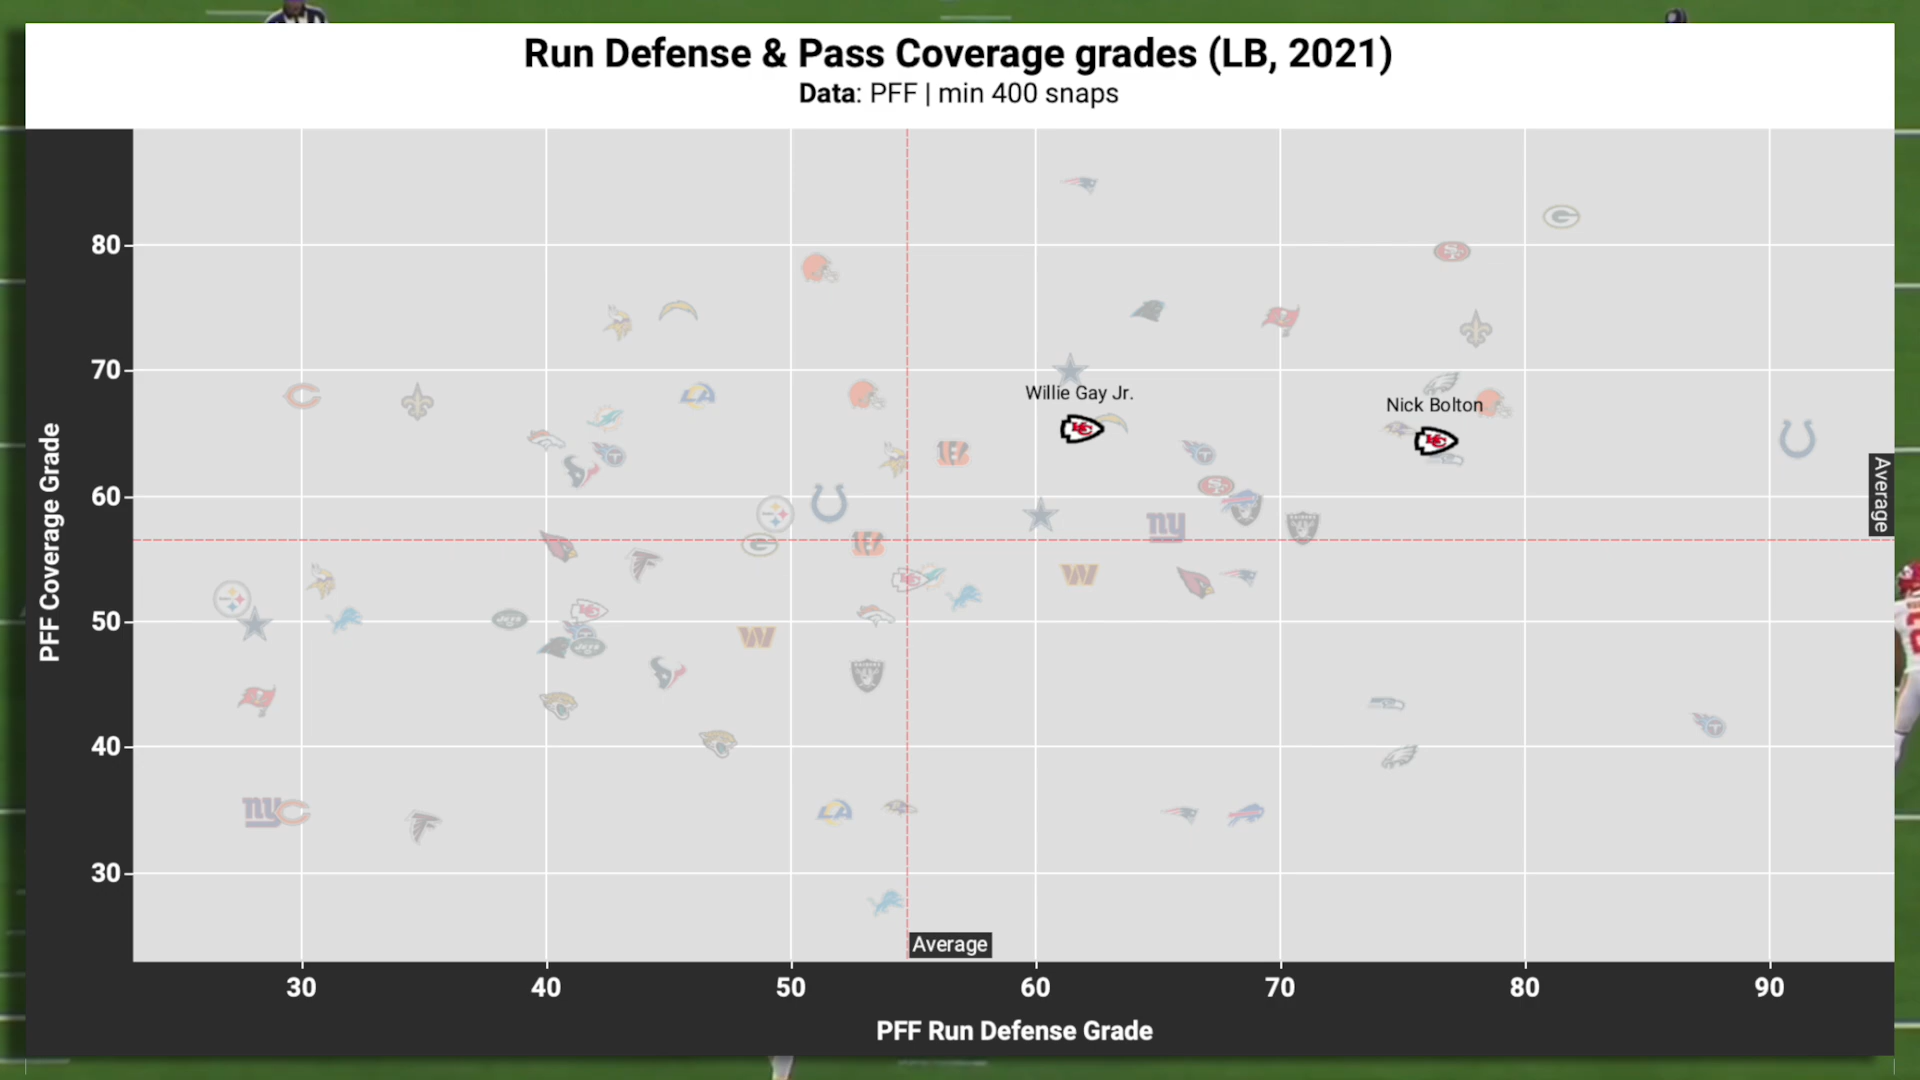 Run Defense & Pass Coverage grades (LB, 2021)
Data: PFF | min 400 snaps
PFF Coverage Grade
80
70
60
50
40
30
Willie Gay Jr.
Nick Bolton
Average
Average
30
40
50
60
70
80
90
PFF Run Defense Grade